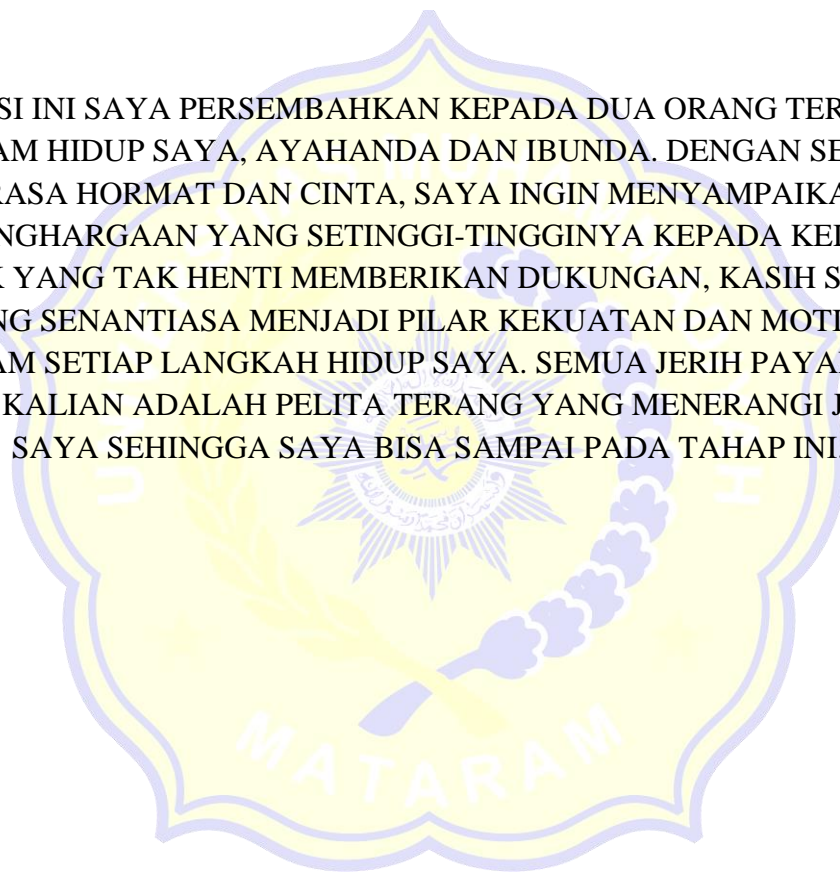 SI INI SAYA PERSEMBAHKAN KEPADA DUA ORANG TER
AM HIDUP SAYA, AYAHANDA DAN IBUNDA. DENGAN SE
RASA HORMAT DAN CINTA, SAYA INGIN MENYAMPAIKA
NGHARGAAN YANG SETINGGI-TINGGINYA KEPADA KE
K YANG TAK HENTI MEMBERIKAN DUKUNGAN, KASIH S
NG SENANTIASA MENJADI PILAR KEKUATAN DAN MOTI
AM SETIAP LANGKAH HIDUP SAYA. SEMUA JERIH PAYA
KALIAN ADALAH PELITA TERANG YANG MENERANGI J
SAYA SEHINGGA SAYA BISA SAMPAI PADA TAHAP INI.
UNIVERSITAS MUHAMMADIYAH
MATARAM